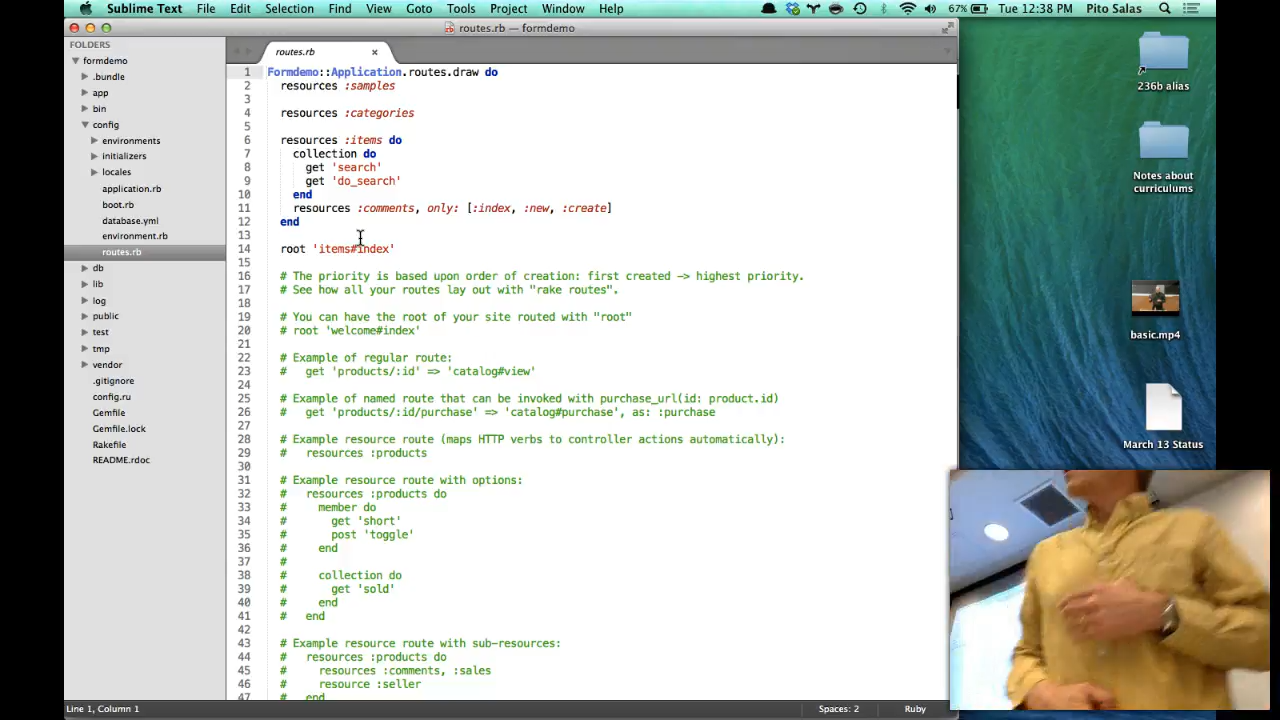 Sublime Text File Edit Selection Find View Goto Tools Project Window Help 67% Tue 12:38 PM Pito Salas
routes.rb — formdemo
FOLDERS
formdemo
.bundle
app
bin
config
environments
initializers
locales
application.rb
boot.rb
database.yml
environment.rb
routes.rb
db
lib
log
public
test
tmp
vendor
.gitignore
config.ru
Gemfile
Gemfile.lock
Rakefile
README.rdoc
routes.rb
1 Formdemo::Application.routes.draw do
2 resources :samples
3
4 resources :categories
5
6 resources :items do
7 collection do
8 get 'search'
9 get 'do_search'
10 end
11 resources :comments, only: [:index, :new, :create]
12 end
13
14 root 'items#index'
15
16 # The priority is based upon order of creation: first created -> highest priority.
17 # See how all your routes lay out with "rake routes".
18
19 # You can have the root of your site routed with "root"
20 # root 'welcome#index'
21
22 # Example of regular route:
23 # get 'products/:id' => 'catalog#view'
24
25 # Example of named route that can be invoked with purchase_url(id: product.id)
26 # get 'products/:id/purchase' => 'catalog#purchase', as: :purchase
27
28 # Example resource route (maps HTTP verbs to controller actions automatically):
29 # resources :products
30
31 # Example resource route with options:
32 # resources :products do
33 # member do
34 # get 'short'
35 # post 'toggle'
36 # end
37 #
38 # collection do
39 # get 'sold'
40 # end
41 # end
42
43 # Example resource route with sub-resources:
44 # resources :products do
45 # resources :comments, :sales
46 # resource :seller
47 # end
Line 1, Column 1 Spaces: 2 Ruby
236b alias
Notes about
curriculums
basic.mp4
March 13 Status